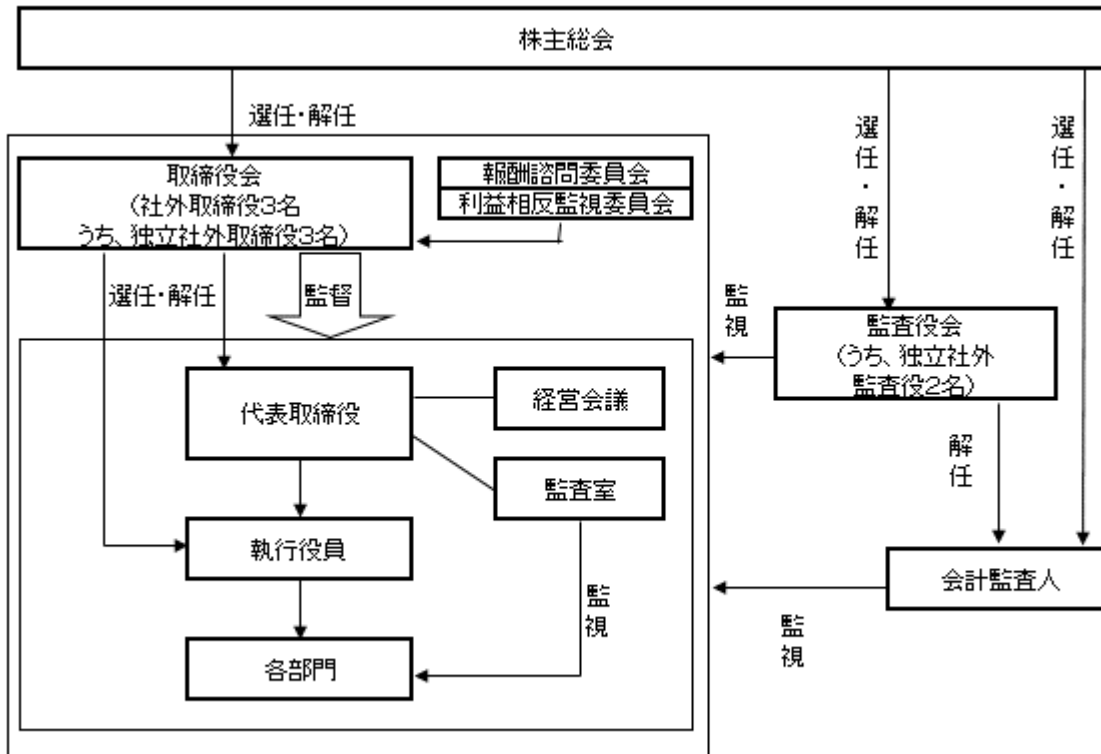 株主総会
選任・解任
選任・解任
選任・解任
取締役会
(社外取締役3名
うち、独立社外取締役3名)
報酬諮問委員会
利益相反監視委員会
選任・解任
監督
監視
監査役会
(うち、独立社外
監査役2名)
代表取締役
経営会議
解任
監査室
執行役員
会計監査人
監視
監視
各部門